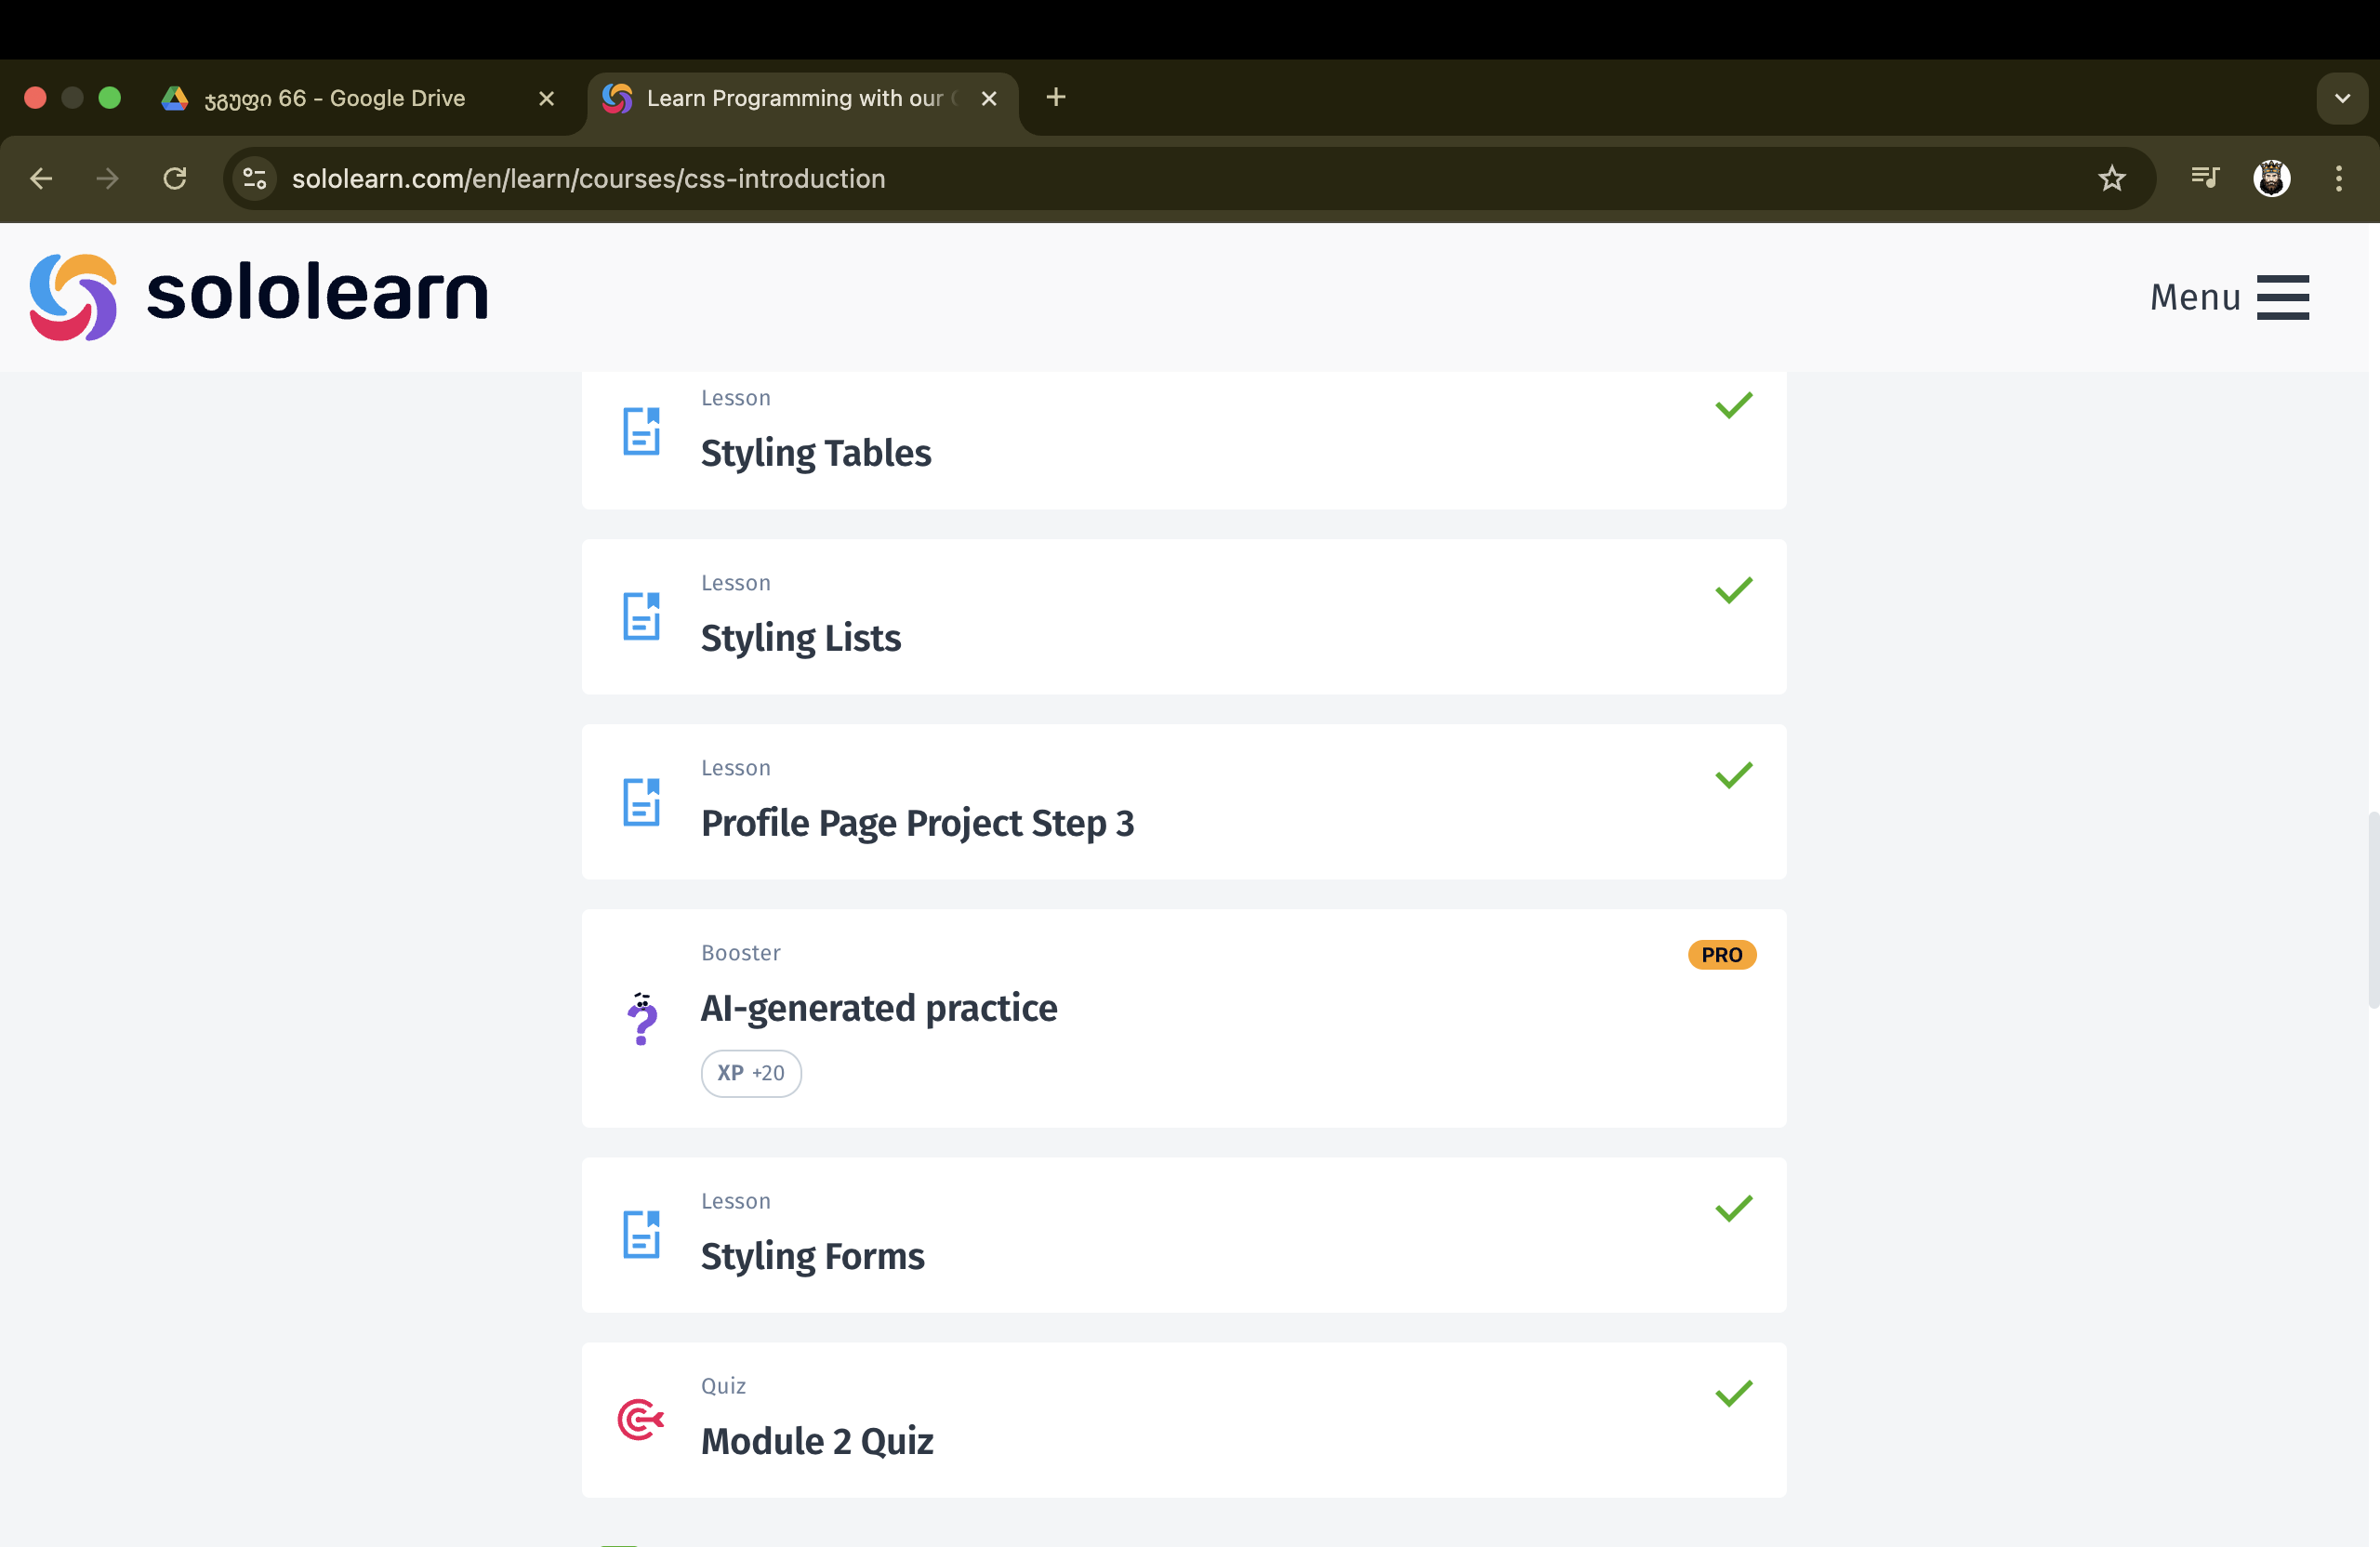 ჯგუფი 66 - Google Drive
Learn Programming with our
sololearn.com/en/learn/courses/css-introduction
sololearn
Menu
Lesson
Styling Tables
Lesson
Styling Lists
Lesson
Profile Page Project Step 3
Booster
PRO
AI-generated practice
XP +20
Lesson
Styling Forms
Quiz
Module 2 Quiz